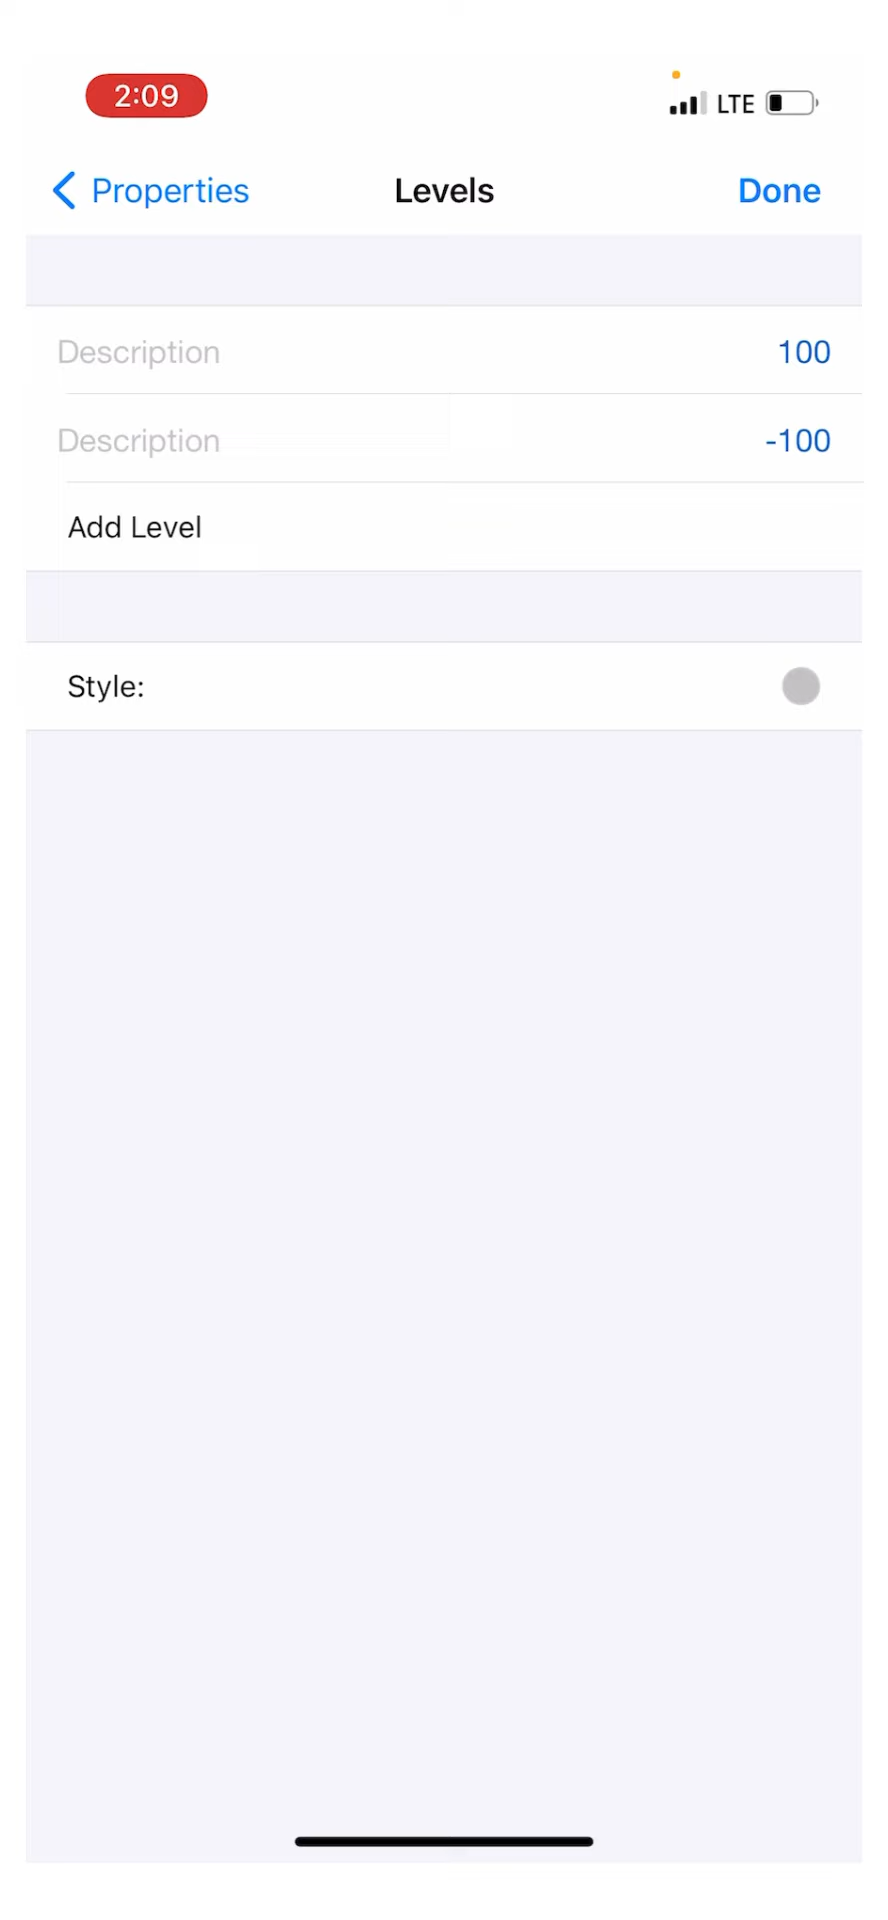 2:09 LTE
Properties Levels Done
Description 100
Description -100
Add Level
Style: